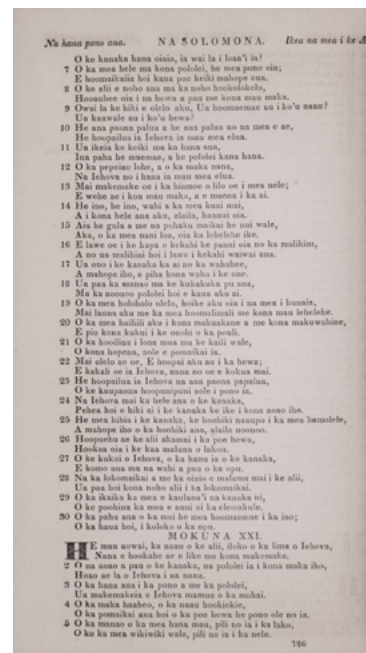 Na hana pono ana. NA SOLOMONA. Ikea na mea i ke A
O ke kanaka hana oiaio, ia wai la i loaa'i ia?
7 O ka mea hele ma kona pololei, he mea pono oia;
E hoomaikaiia hoi kana poe keiki mahope ona.
8 O ke alii e noho ana ma ka noho hookolokolo,
Hooauhee oia i na hewa a pau me kona mau maka.
9 Owai la ke hiki e olelo aku, Ua hoomaemae au i ko'u naau?
Ua kaawale au i ko'u hewa?
10 He ana paona palua a he ana palua no na mea e ae,
He hoopailua ia Iehova ia mau mea elua.
11 Ua ikeia ke keiki ma ka hana ana,
Ina paha he maemae, a he pololei kana hana.
12 O ka pepeiao lohe, a o ka maka nana,
Na Iehova no i hana ia mau mea elua.
13 Mai makemake oe i ka hiamoe o lilo oe i mea nele;
E wehe ae i kou mau maka, a e maona i ka ai.
14 He ino, he ino, wahi a ka mea kuai mai,
A i kona hele ana aku, alaila, haanui oia.
15 Aia he gula a me na pohaku maikai he nui wale,
Aka, o ka mea nani loa, oia ka lehelehe ike.
16 E lawe oe i ke kapa o kekahi ke panai oia no ka malihini,
A no na malihini hoi i lawe i kekahi waiwai ana.
17 Ua ono i ke kanaka ka ai no ka wahahee,
A mahope iho, e piha kona waha i ke one.
18 Ua paa ka manao ma ke kukakuka pu ana,
Ma ka noonoo pololei hoi e kaua aku ai.
19 O ka mea holoholo olelo, hoike aku oia i na mea i hunaia,
Mai launa aku me ka mea hoomalimali me kona mau lehelehe.
20 O ka mea hailiili aku i kona makuakane a me kona makuwahine,
E pio kona kukui i ke onohi o ka pouli.
21 O ka hooilina i loaa mua ma ke kaili wale,
O kona hopena, aole e pomaikai ia.
22 Mai olelo ae oe, E hoopai aku au i ka hewa;
E kakali oe ia Iehova, nana no oe e kokua mai.
23 He hoopailua ia Iehova na ana paona papalua,
O ke kaupaona hoopunipuni aole i pono ia.
24 Na Iehova mai ka hele ana o ke kanaka,
Pehea hoi e hiki ai i ke kanaka ke ike i kona aoao iho.
25 He mea hihia i ke kanaka, ke hoohiki naaupo i ka mea hemolele,
A mahope iho o ka hoohiki ana, alaila noonoo.
26 Hoopuehu ae ke alii akamai i ka poe hewa,
Hookaa oia i ke kaa maluna o lakou.
27 O ke kukui o Iehova, o ka hana ia o ke kanaka,
E komo ana ma na wahi a pau o ka opu.
28 Na ka lokomaikai a me ka oiaio e malama mai i ke alii,
Ua paa hoi kona noho alii i ka lokomaikai.
29 O ka ikaika ka mea e kaulana'i na kanaka ui,
O ke poohina ka mea e nani ai ka elemakule.
30 O ka paha ana o ka mai he mea hoomaemae i ka ino;
O ka haua hoi, i koloko o ka opu.
MOKUNA XXI.
HE mau auwai, ka naau o ke alii, iloko o ka lima o Iehova,
Nana e hookahe ae e like me kona makemake.
2 O na aoao a pau o ke kanaka, ua pololei ia i kuna maka iho,
Hoao ae la o Iehova i na naau.
3 O ka hana ana i ka pono a me ka pololei,
Ua makemakeia e Iehova mamua o ka mohai.
4 O ka maka haaheo, o ka naau hookiekie,
O ka pomaikai ana hoi o ka poe hewa he pono ole no ia.
5 O ka manao o ka mea hana mau, pili no ia i ka lako,
O ko ka mea wikiwiki wale, pili no ia i ka nele.
726